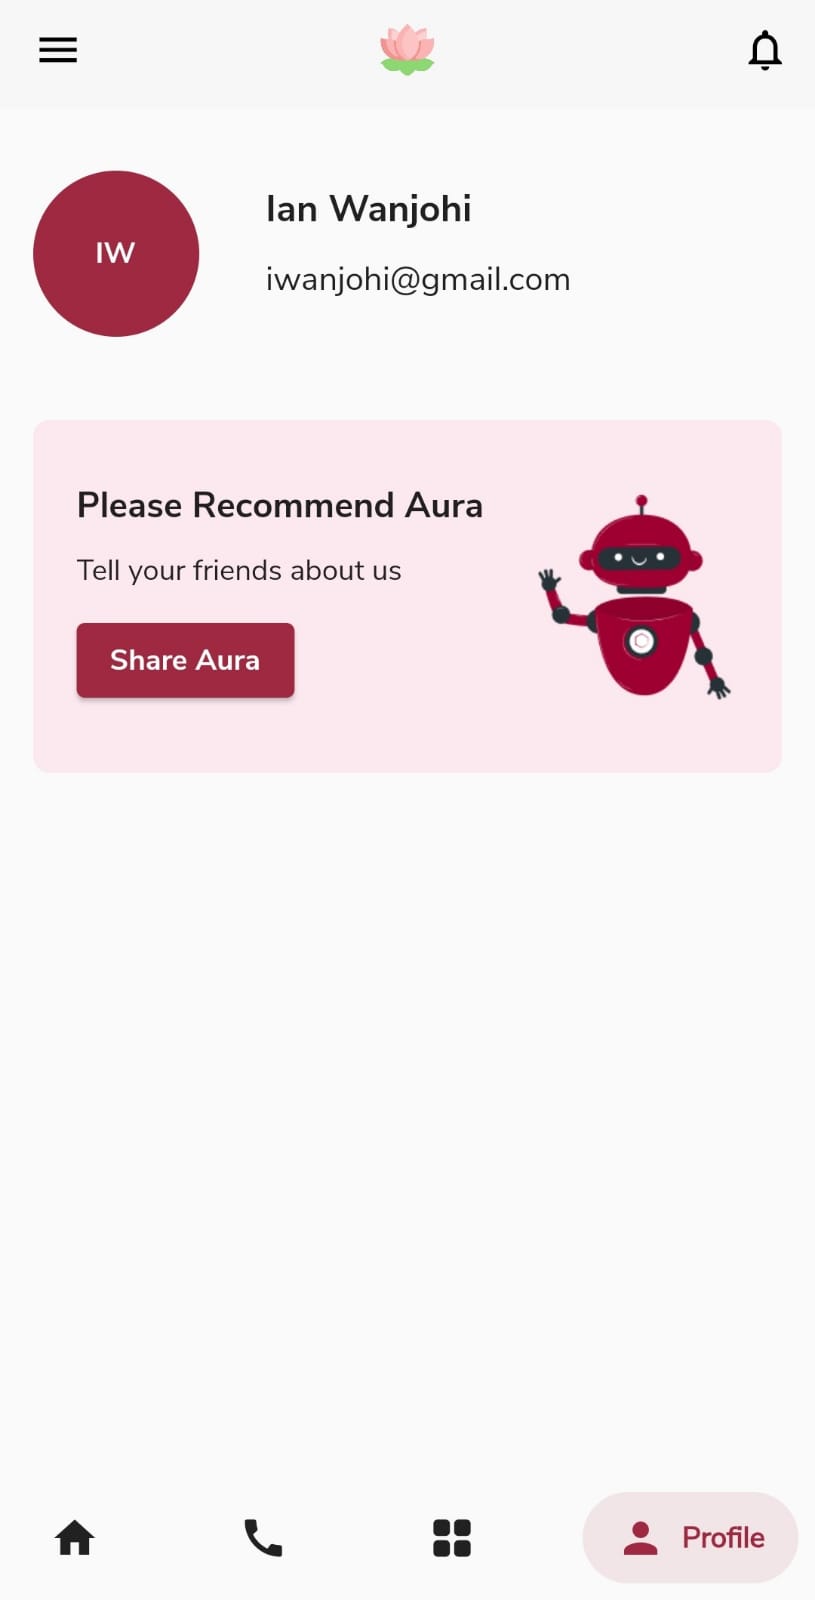 Ian Wanjohi
IW
iwanjohi@gmail.com
Please Recommend Aura
Tell your friends about us
Share Aura
Profile